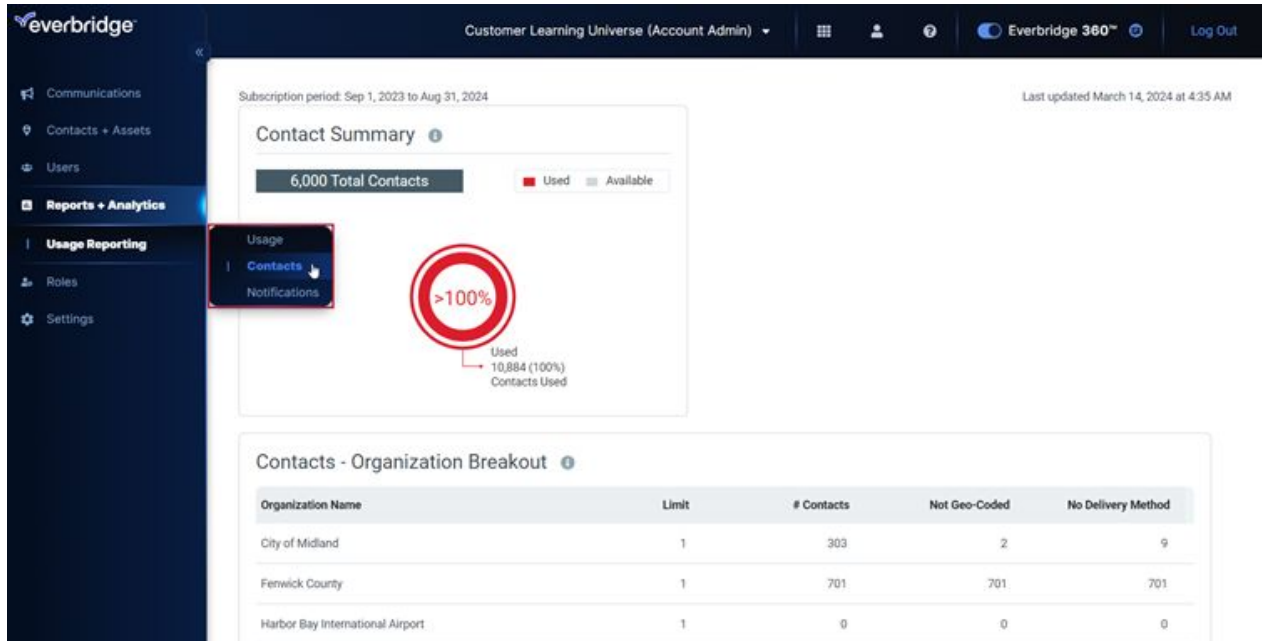 everbridge
Customer Learning Universe (Account Admin)
Everbridge 360™
Log Out
Communications
Contacts + Assets
Users
Reports + Analytics
Usage Reporting
Roles
Settings
Usage
Contacts
Notifications
Subscription period: Sep 1, 2023 to Aug 31, 2024
Last updated March 14, 2024 at 4:35 AM
Contact Summary
6,000 Total Contacts
Used Available
>100%
Used
10,884 (100%)
Contacts Used
Contacts - Organization Breakout
Organization Name Limit # Contacts Not Geo-Coded No Delivery Method
City of Midland 1 303 2 9
Fenwick County 1 701 701 701
Harbor Bay International Airport 1 0 0 0